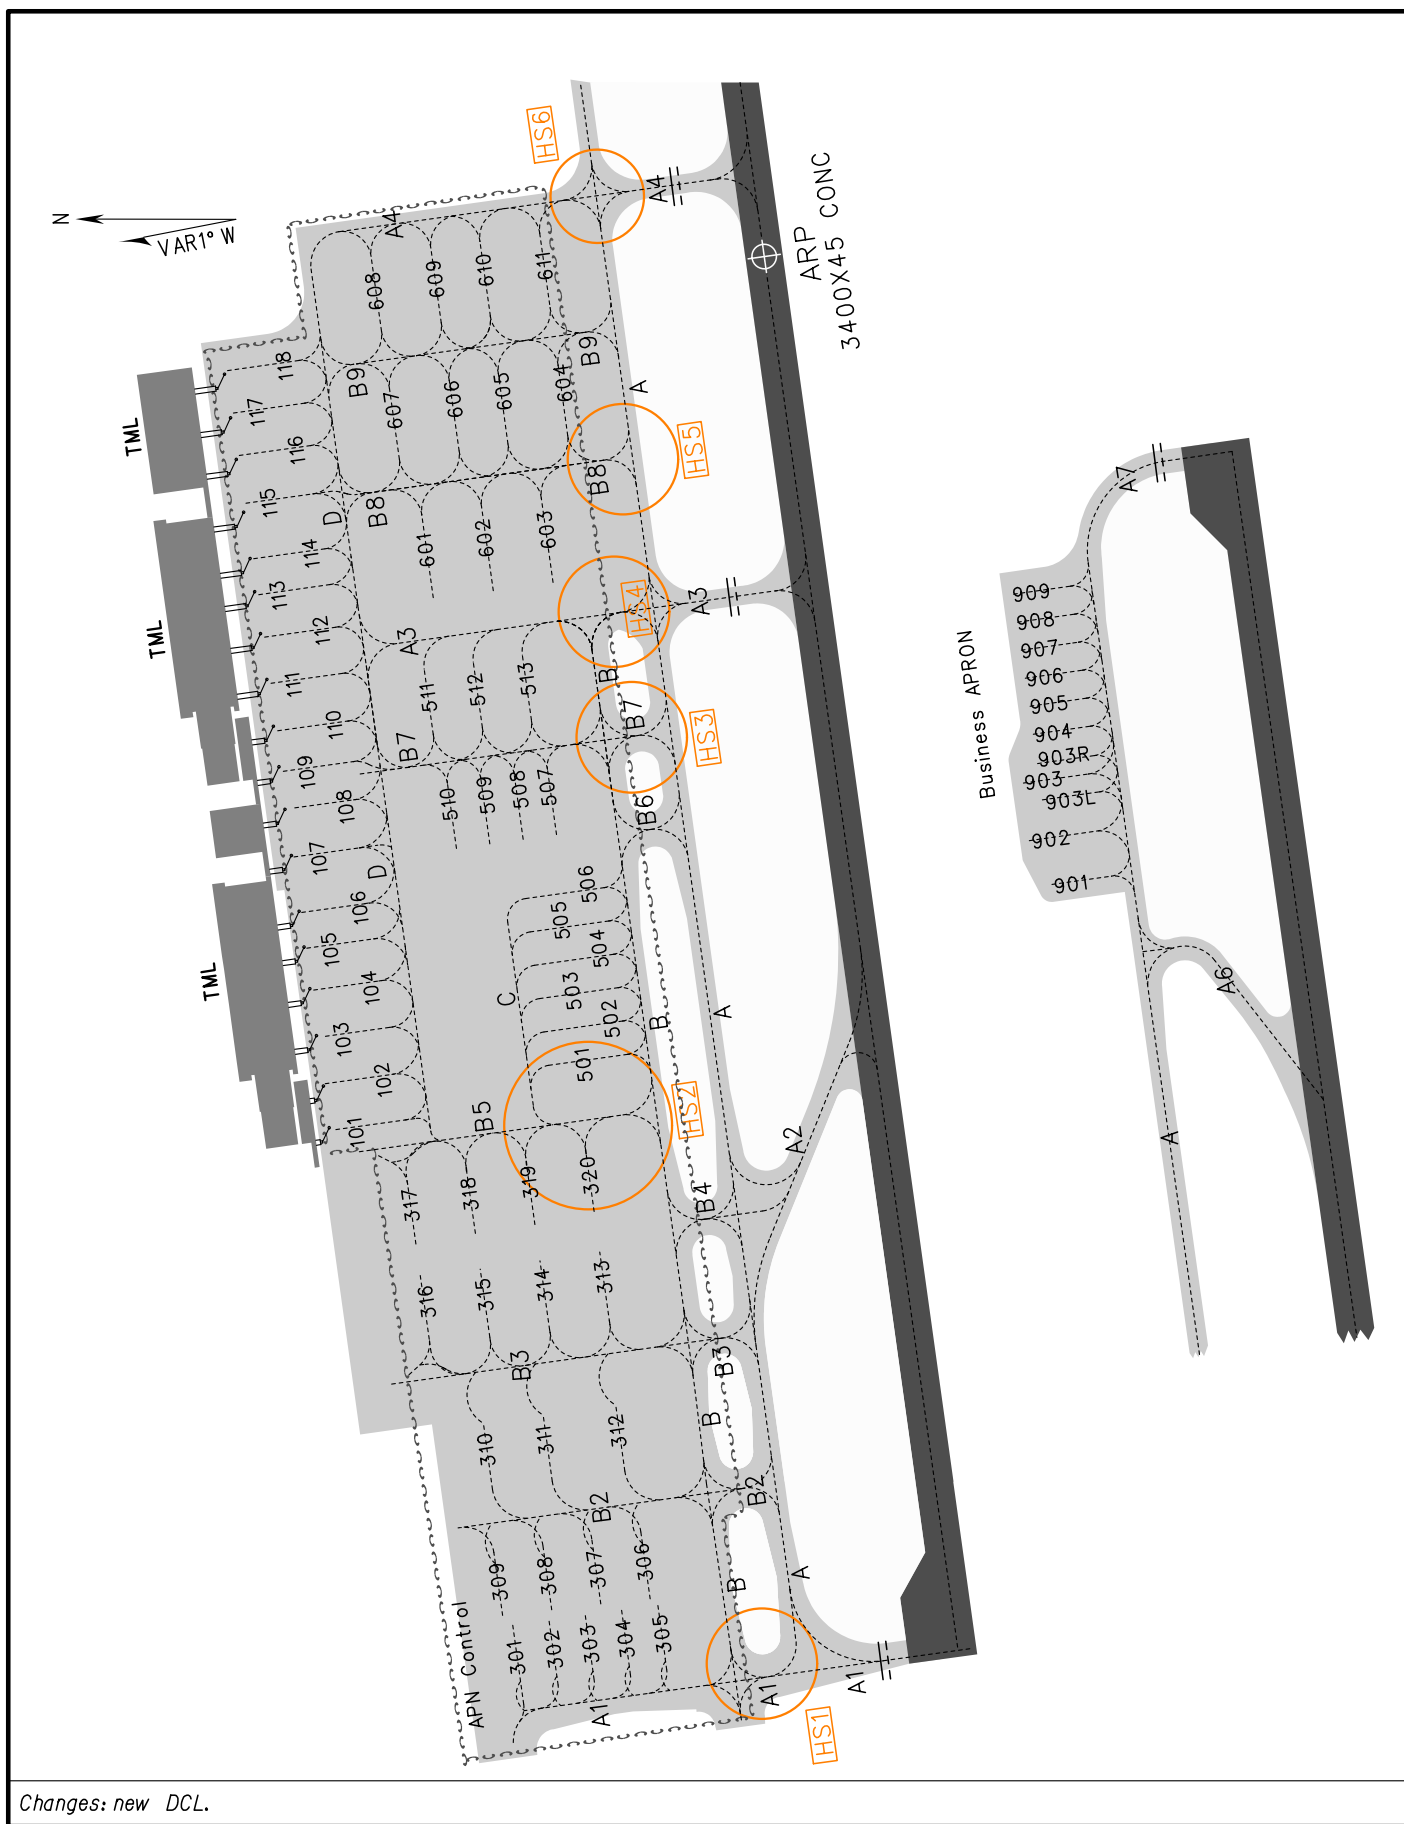 N
VAR1° W
HS6
A4
A4
ARP
3400X45 CONC
608
609
610
611
TML
118
117
116
115
114
113
112
111
110
109
108
107
106
105
104
103
102
101
B9
B9
607
606
605
604
A
HS5
B8
B8
D
601
602
603
TML
A3
A3
HS4
B
511
512
513
B7
B7
HS3
510
509
508
507
B6
D
TML
506
505
504
503
502
501
C
B
A
HS2
B5
A2
317
318
319
320
B4
316
315
314
313
B3
B3
B
310
311
312
B2
B2
309
308
307
306
B
A
APN Control
301
302
303
304
305
A1
A1
A1
HS1
A7
Business APRON
909
908
907
906
905
904
903R
903
903L
902
901
A6
A
Changes: new DCL.